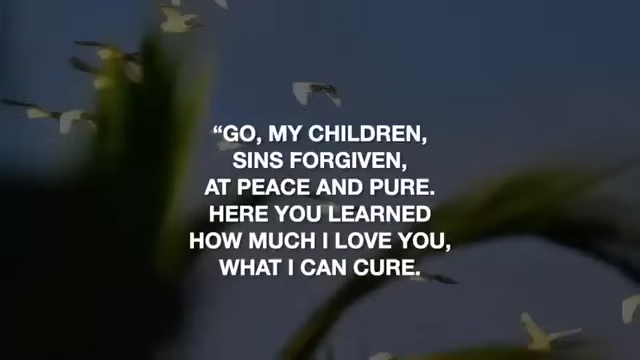 “GO, MY CHILDREN,
SINS FORGIVEN,
AT PEACE AND PURE.
HERE YOU LEARNED
HOW MUCH I LOVE YOU,
WHAT I CAN CURE.